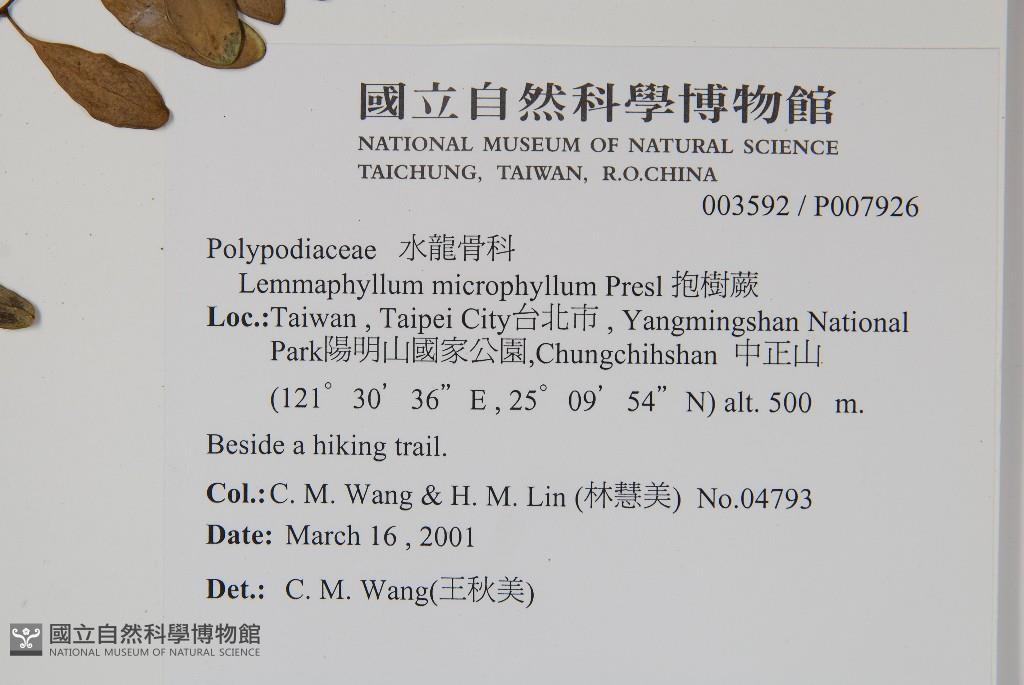 國立自然科學博物館
NATIONAL MUSEUM OF NATURAL SCIENCE
TAICHUNG, TAIWAN, R.O.CHINA
003592 / P007926
Polypodiaceae 水龍骨科
Lemmaphyllum microphyllum Presl 抱樹蕨
Loc.:Taiwan , Taipei City台北市 , Yangmingshan National
Park陽明山國家公園,Chungchihshan 中正山
(121° 30’ 36” E , 25° 09’ 54” N) alt. 500 m.
Beside a hiking trail.
Col.: C. M. Wang & H. M. Lin (林慧美) No.04793
Date: March 16 , 2001
Det.: C. M. Wang(王秋美)
國立自然科學博物館
NATIONAL MUSEUM OF NATURAL SCIENCE